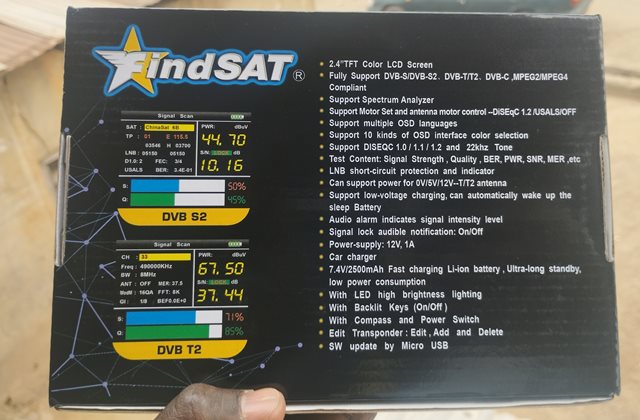 FindSAT®
Signal Scan
SAT : ChinaSat 6B
TP : 01 E 115.5
03546 H 03700
LNB : 05150 05150
D1.0: 2 FEC: 3/4
USALS BER: 3.4E-01
PWR: dBuV
44.70
S/N: LOCK dB
10.16
S: 50%
Q: 45%
DVB S2
Signal Scan
CH : 33
Freq : 490000KHz
BW : 8MHz
ANT : OFF MER: 37.5
Modul : 16QA FFT: 8K
GI : 1/8 BEF0.0E+0
PWR: dBuV
67.50
S/N: LOCK dB
37.44
S: 71%
Q: 85%
DVB T2
• 2.4"TFT Color LCD Screen
• Fully Support DVB-S/DVB-S2、DVB-T/T2、DVB-C ,MPEG2/MPEG4
Compliant
• Support Spectrum Analyzer
• Support Motor Set and antenna motor control --DiSEqC 1.2 /USALS/OFF
• Support multiple OSD languages
• Support 10 kinds of OSD interface color selection
• Support DISEQC 1.0 / 1.1 / 1.2 and 22khz Tone
• Test Content: Signal Strength , Quality , BER, PWR, SNR, MER ,etc
• LNB short-circuit protection and indicator
• Can support power for 0V/5V/12V--T/T2 antenna
• Support low-voltage charging, can automatically wake up the
sleep Battery
• Audio alarm indicates signal intensity level
• Signal lock audible notification: On/Off
• Power-supply: 12V, 1A
• Car charger
• 7.4V/2500mAh Fast charging Li-ion battery , Ultra-long standby,
low power consumption
• With LED high brightness lighting
• With Backlit Keys (On/Off )
• With Compass and Power Switch
• Edit Transponder : Edit , Add and Delete
• SW update by Micro USB